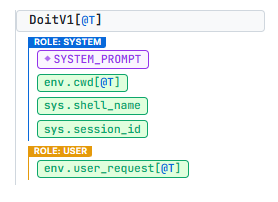 DoitV1[@T]
ROLE: SYSTEM
SYSTEM_PROMPT
env.cwd[@T]
sys.shell_name
sys.session_id
ROLE: USER
env.user_request[@T]